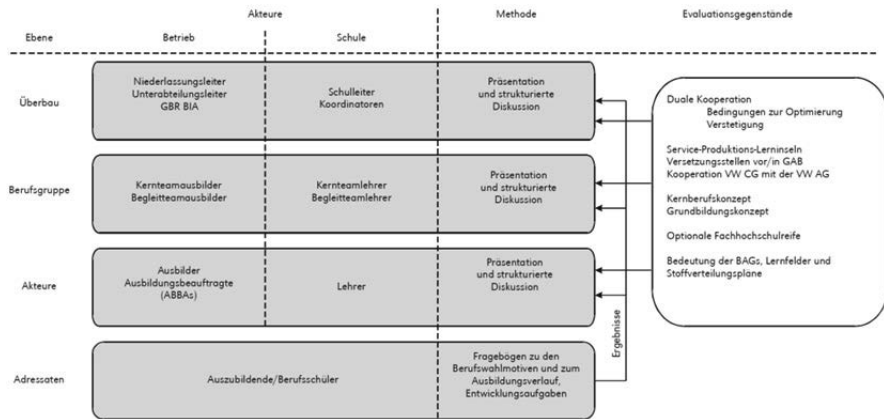 Akteure
Methode
Evaluationsgegenstände
Ebene
Betrieb
Schule
Überbau
Niederlassungsleiter
Unterabteilungsleiter
GBR BIA
Schulleiter
Koordinatoren
Präsentation
und strukturierte
Diskussion
Berufsgruppe
Kernteamausbilder
Begleitteamausbilder
Kernteamlehrer
Begleitteamlehrer
Präsentation
und strukturierte
Diskussion
Akteure
Ausbilder
Ausbildungsbeauftragte
(ABBAs)
Lehrer
Präsentation
und strukturierte
Diskussion
Adressaten
Auszubildende/Berufsschüler
Fragebögen zu den
Berufswahlmotiven und zum
Ausbildungsverlauf,
Entwicklungsaufgaben
Ergebnisse
Duale Kooperation
Bedingungen zur Optimierung
Verstetigung
Service-Produktions-Lerninseln
Versetzungsstellen vor/in GAB
Kooperation VW CG mit der VW AG
Kernberufskonzept
Grundbildungskonzept
Optionale Fachhochschulreife
Bedeutung der BAGs, Lernfelder und
Stoffverteilungspläne